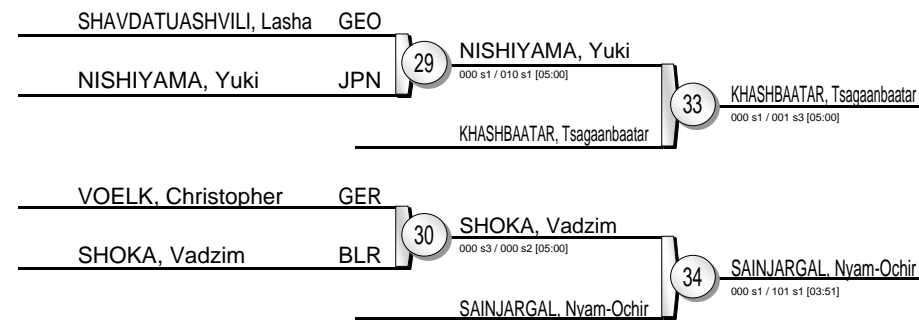 SHAVDATUASHVILI, Lasha GEO
29 NISHIYAMA, Yuki
000 s1 / 010 s1 [05:00]
NISHIYAMA, Yuki JPN
33 KHASHBAATAR, Tsagaanbaatar
000 s1 / 001 s3 [05:00]
KHASHBAATAR, Tsagaanbaatar
VOELK, Christopher GER
30 SHOKA, Vadzim
000 s3 / 000 s2 [05:00]
SHOKA, Vadzim BLR
34 SAINJARGAL, Nyam-Ochir
000 s1 / 101 s1 [03:51]
SAINJARGAL, Nyam-Ochir